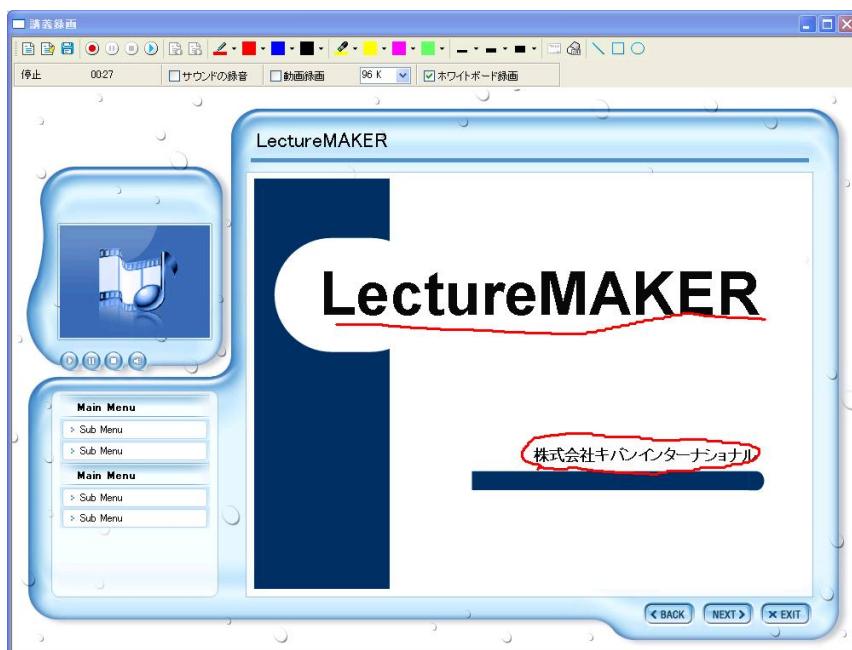 講義録画
停止 00:27 サウンドの録音 動画録画 96 K ホワイトボード録画
LectureMAKER
LectureMAKER
株式会社キバンインターナショナル
Main Menu
> Sub Menu
> Sub Menu
Main Menu
> Sub Menu
> Sub Menu
< BACK NEXT > × EXIT